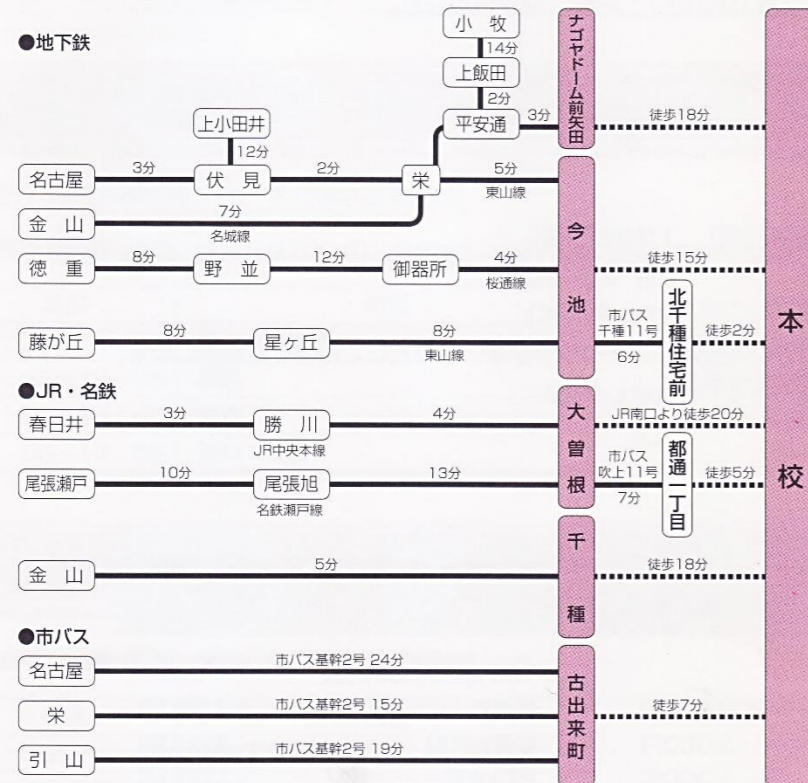 ●地下鉄
小牧
14分
上飯田
2分
平安通
3分
ナゴヤドーム前矢田
徒歩18分
上小田井
12分
名古屋
3分
伏見
2分
栄
5分
東山線
金山
7分
名城線
徳重
8分
野並
12分
御器所
4分
桜通線
今池
徒歩15分
藤が丘
8分
星ヶ丘
8分
東山線
市バス
千種11号
6分
北千種住宅前
徒歩2分
●JR・名鉄
春日井
3分
勝川
JR中央本線
4分
大曽根
JR南口より徒歩20分
尾張瀬戸
10分
尾張旭
名鉄瀬戸線
13分
市バス
吹上11号
7分
都通一丁目
徒歩5分
金山
5分
千種
徒歩18分
●市バス
名古屋
市バス基幹2号 24分
栄
市バス基幹2号 15分
引山
市バス基幹2号 19分
古出来町
徒歩7分
本校